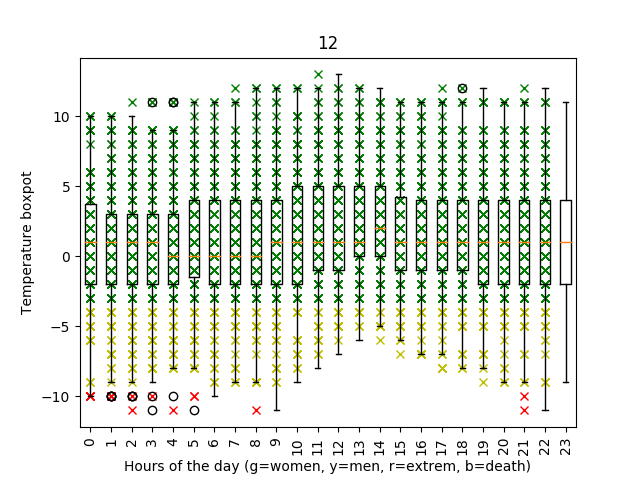 12
Temperature boxpot
10
5
0
−5
−10
0 1 2 3 4 5 6 7 8 9 10 11 12 13 14 15 16 17 18 19 20 21 22 23
Hours of the day (g=women, y=men, r=extrem, b=death)